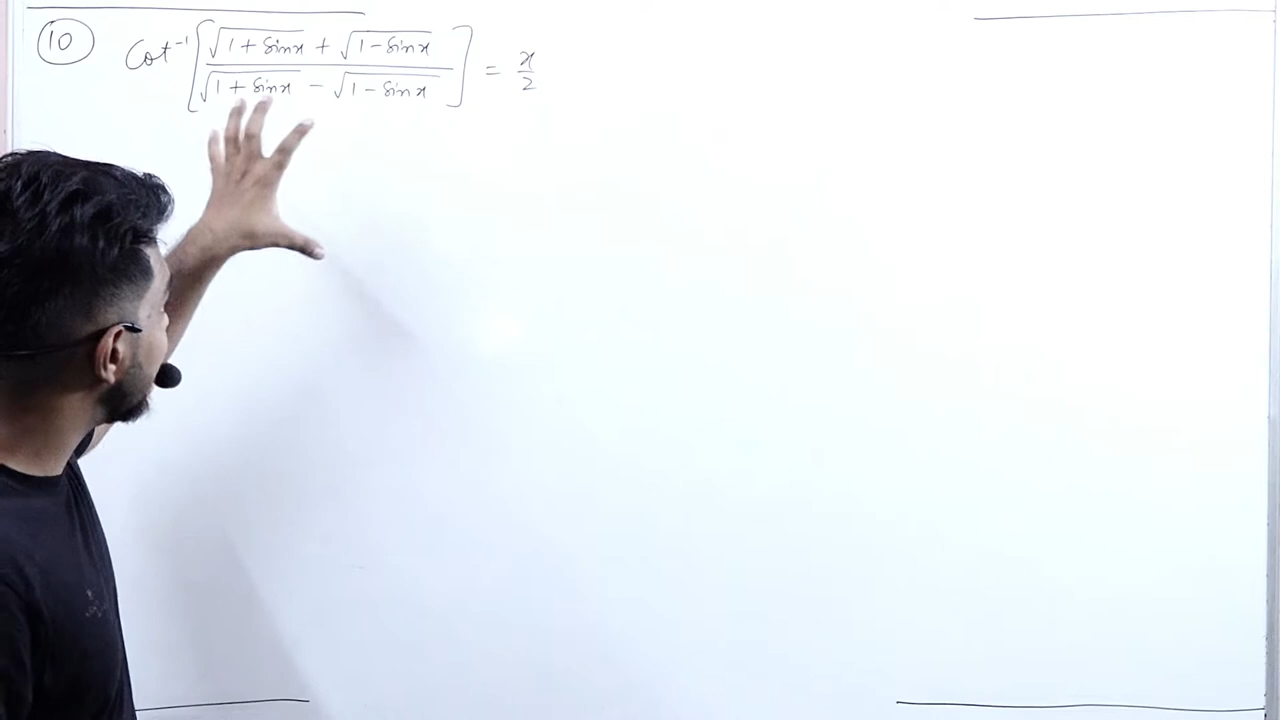 10 Cot⁻¹[(√(1 + Sinx) + √(1 - Sinx)) / (√(1 + Sinx) - √(1 - Sinx))] = x/2